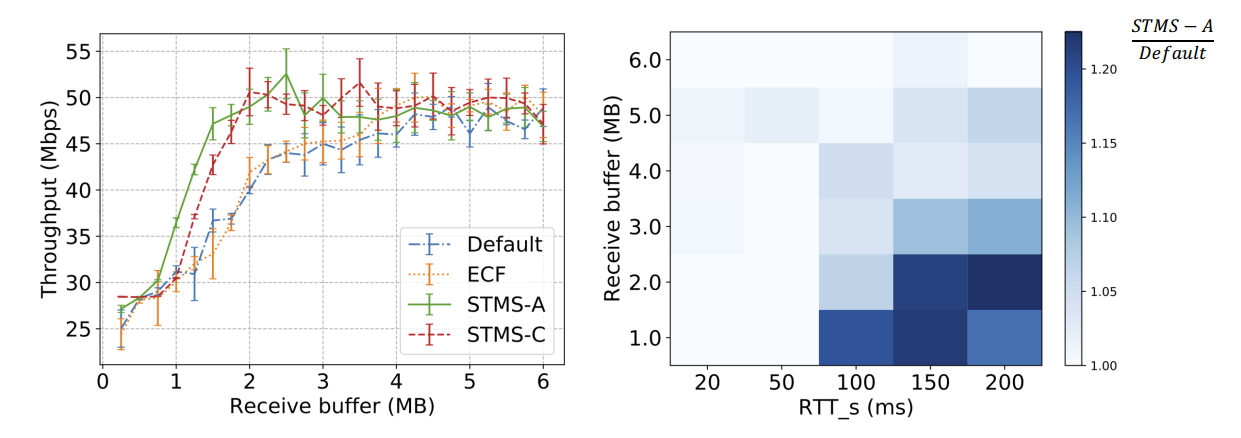 55
50
45
40
35
30
25
Throughput (Mbps)
0 1 2 3 4 5 6
Receive buffer (MB)
Default
ECF
STMS-A
STMS-C
6.0
5.0
4.0
3.0
2.0
1.0
Receive buffer (MB)
20 50 100 150 200
RTT_s (ms)
STMS − A
Default
1.20
1.15
1.10
1.05
1.00